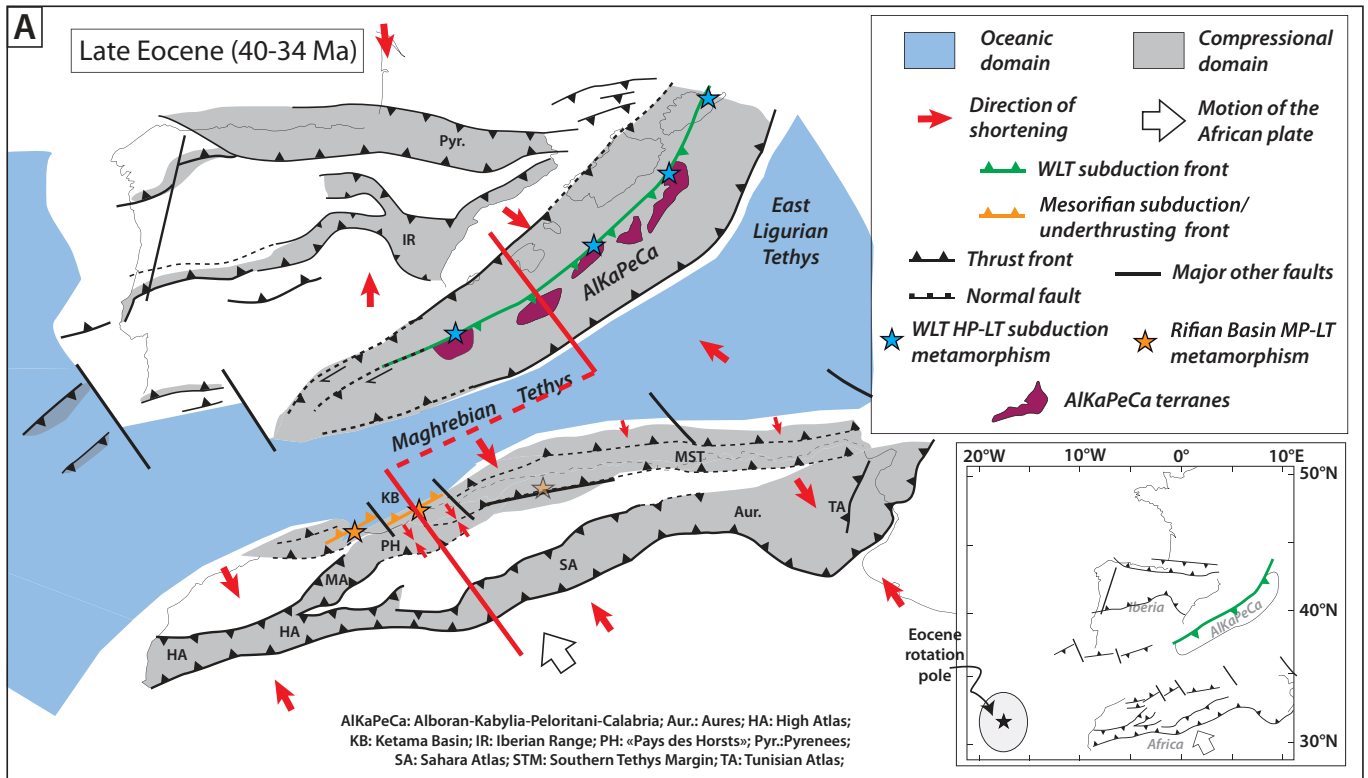 A
Late Eocene (40-34 Ma)
Pyr.
IR
AlKaPeCa
East
Ligurian
Tethys
Maghrebian Tethys
MST
KB
PH
MA
HA
HA
SA
Aur.
TA
Oceanic
domain
Compressional
domain
Direction of
shortening
Motion of the
African plate
WLT subduction front
Mesorifian subduction/
underthrusting front
Thrust front
Major other faults
Normal fault
WLT HP-LT subduction
metamorphism
Rifian Basin MP-LT
metamorphism
AlKaPeCa terranes
AlKaPeCa: Alboran-Kabylia-Peloritani-Calabria; Aur.: Aures; HA: High Atlas;
KB: Ketama Basin; IR: Iberian Range; PH: «Pays des Horsts»; Pyr.:Pyrenees;
SA: Sahara Atlas; STM: Southern Tethys Margin; TA: Tunisian Atlas;
20°W 10°W 0°W 10°E
50°N
40°N
30°N
Iberia
AlKaPeCa
Africa
Eocene
rotation
pole